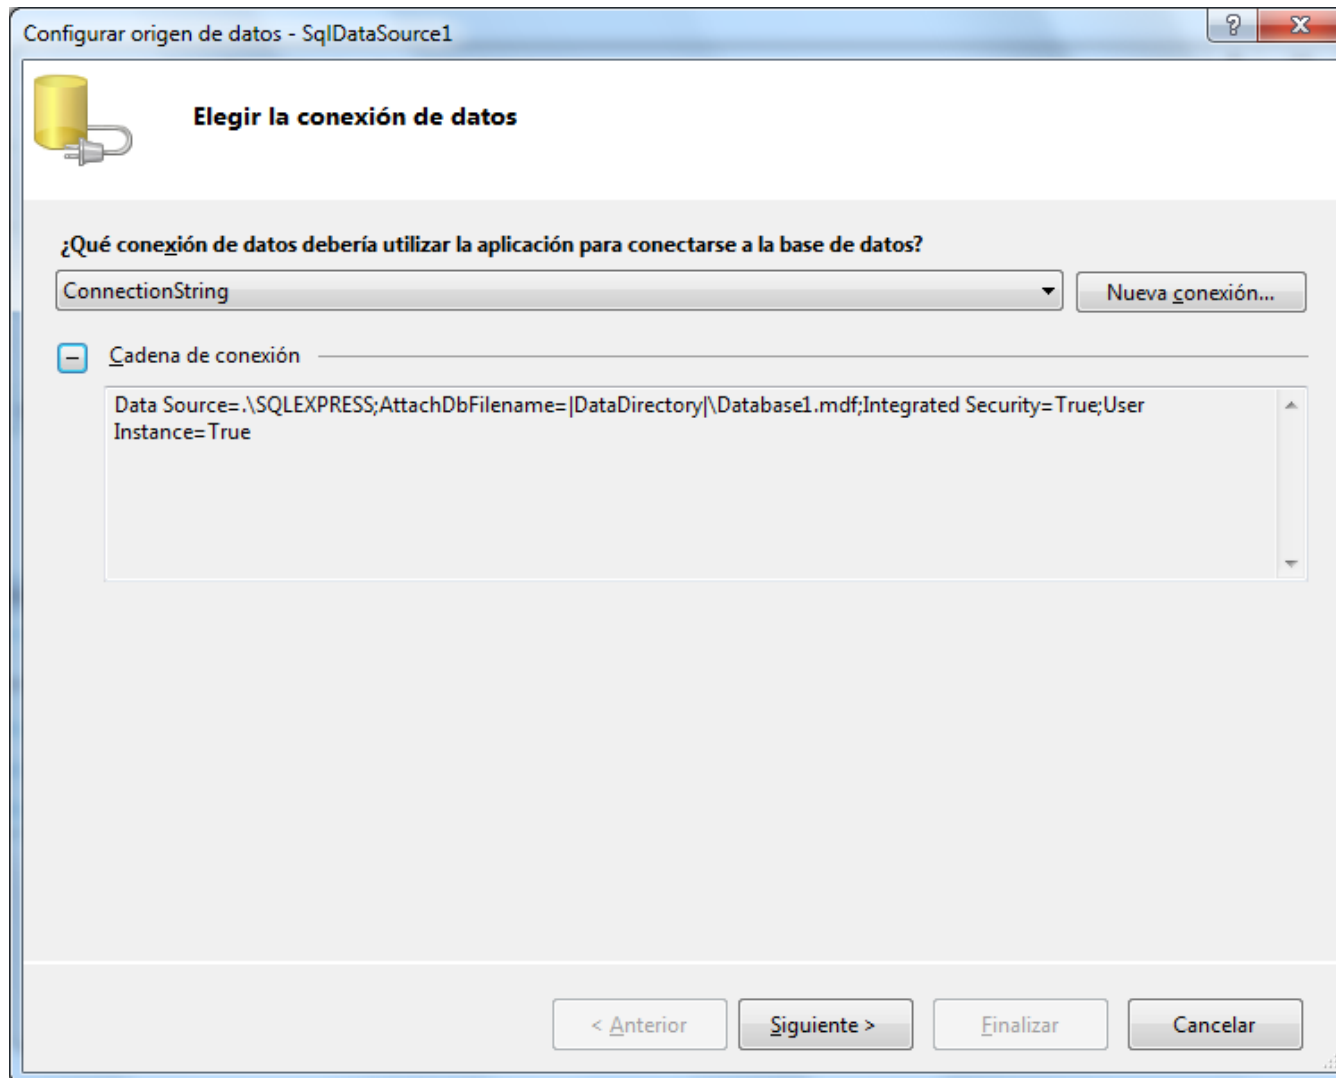 Configurar origen de datos - SqlDataSource1
Elegir la conexión de datos
¿Qué conexión de datos debería utilizar la aplicación para conectarse a la base de datos?
ConnectionString
Nueva conexión...
Cadena de conexión
Data Source=.\SQLEXPRESS;AttachDbFilename=|DataDirectory|\Database1.mdf;Integrated Security=True;User
Instance=True
< Anterior
Siguiente >
Finalizar
Cancelar